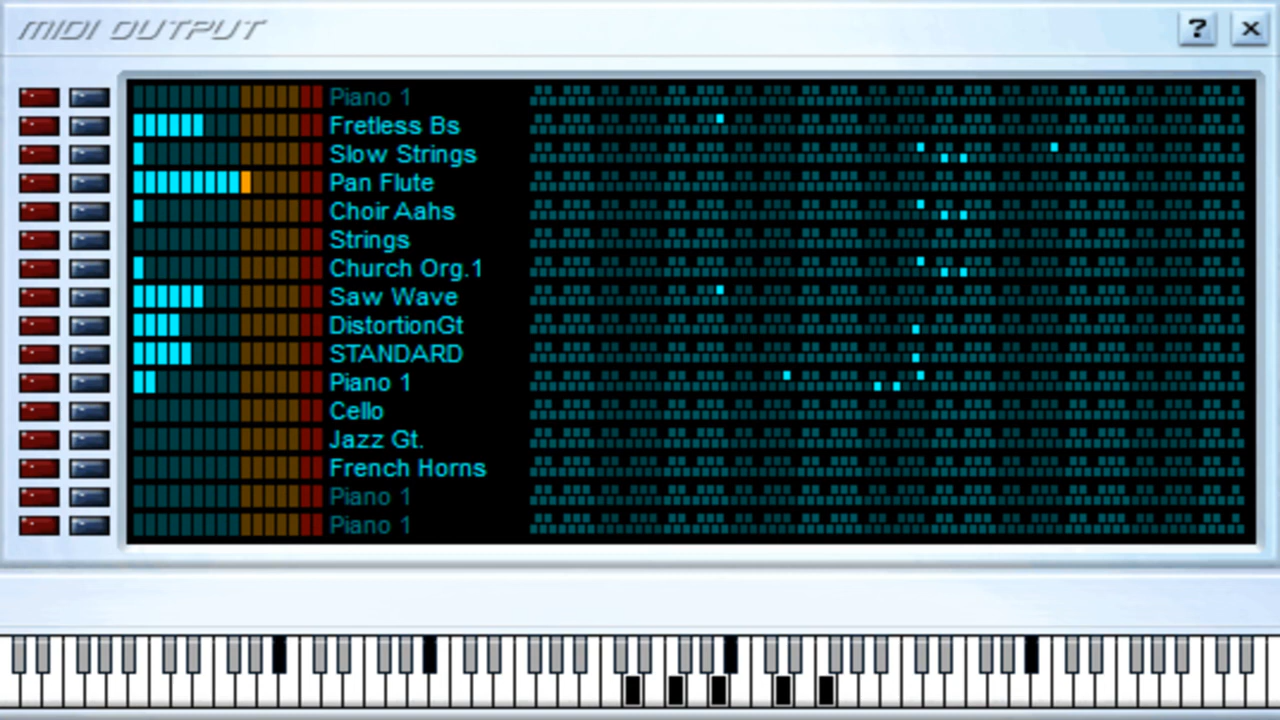 MIDI OUTPUT
? ×
Piano 1
Fretless Bs
Slow Strings
Pan Flute
Choir Aahs
Strings
Church Org.1
Saw Wave
DistortionGt
STANDARD
Piano 1
Cello
Jazz Gt.
French Horns
Piano 1
Piano 1